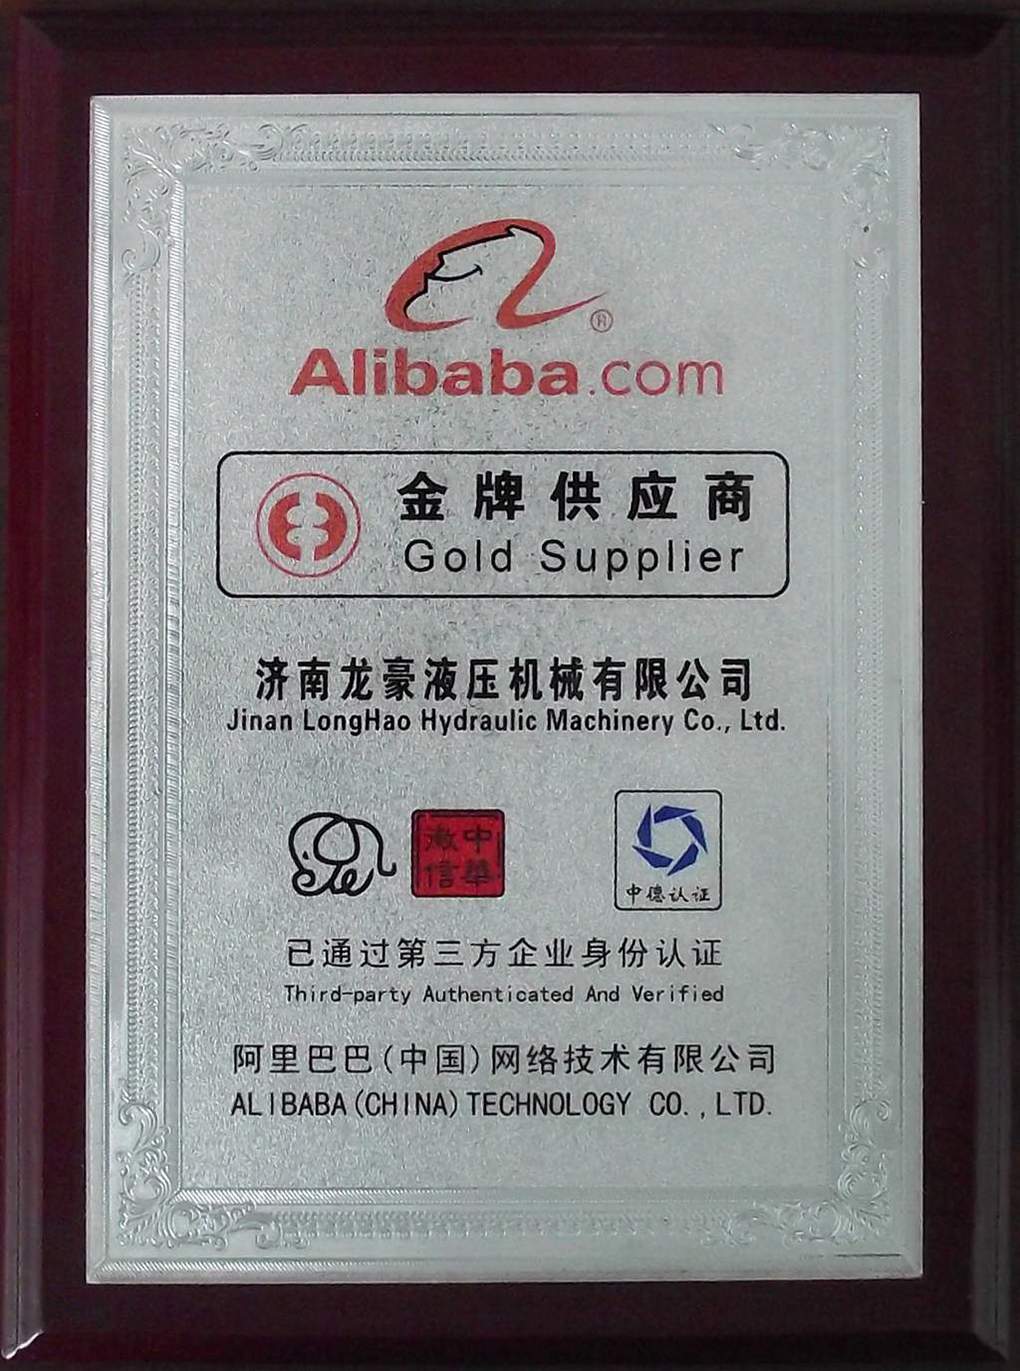 ®
Alibaba.com
金牌供应商
Gold Supplier
济南龙豪液压机械有限公司
Jinan LongHao Hydraulic Machinery Co., Ltd.
中華
信
中德认证
已通过第三方企业身份认证
Third-party Authenticated And Verified
阿里巴巴(中国)网络技术有限公司
ALIBABA(CHINA)TECHNOLOGY CO.,LTD.